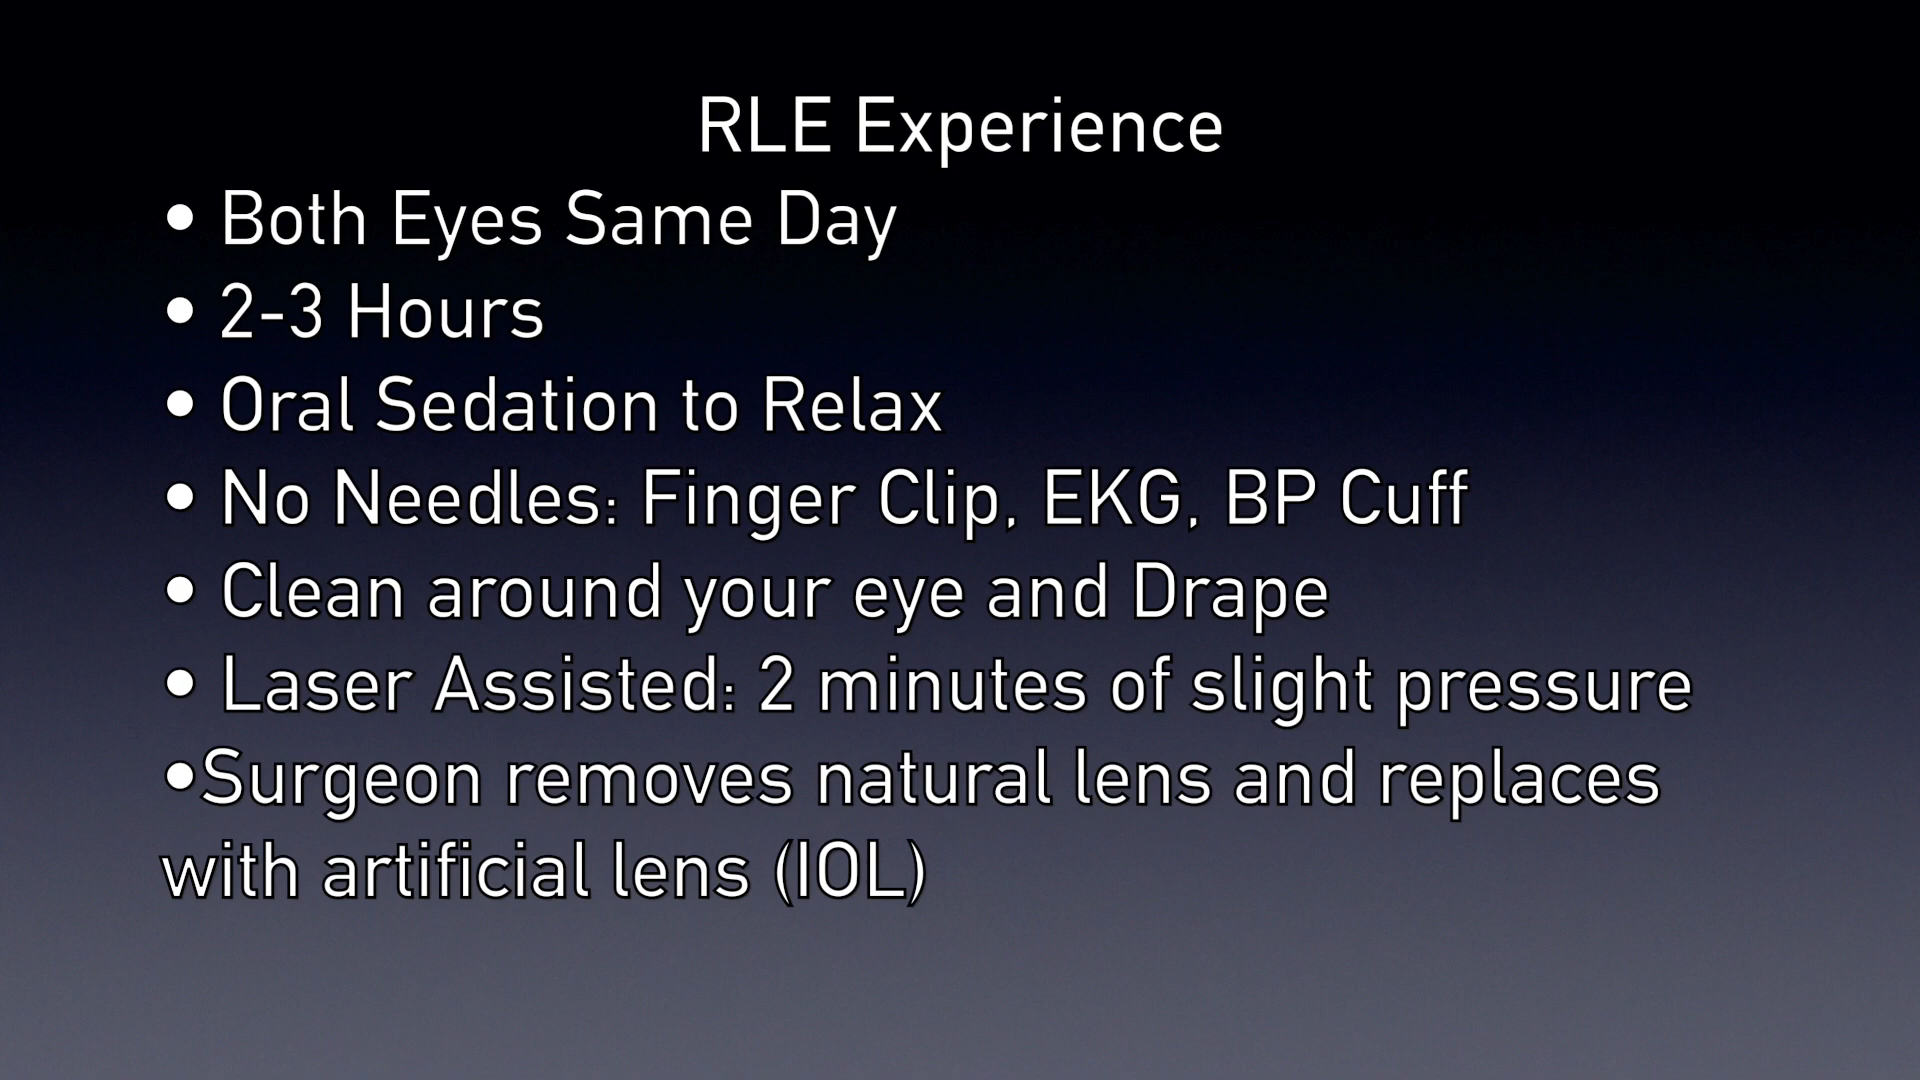 RLE Experience
• Both Eyes Same Day
• 2-3 Hours
• Oral Sedation to Relax
• No Needles: Finger Clip, EKG, BP Cuff
• Clean around your eye and Drape
• Laser Assisted: 2 minutes of slight pressure
•Surgeon removes natural lens and replaces
with artificial lens (IOL)